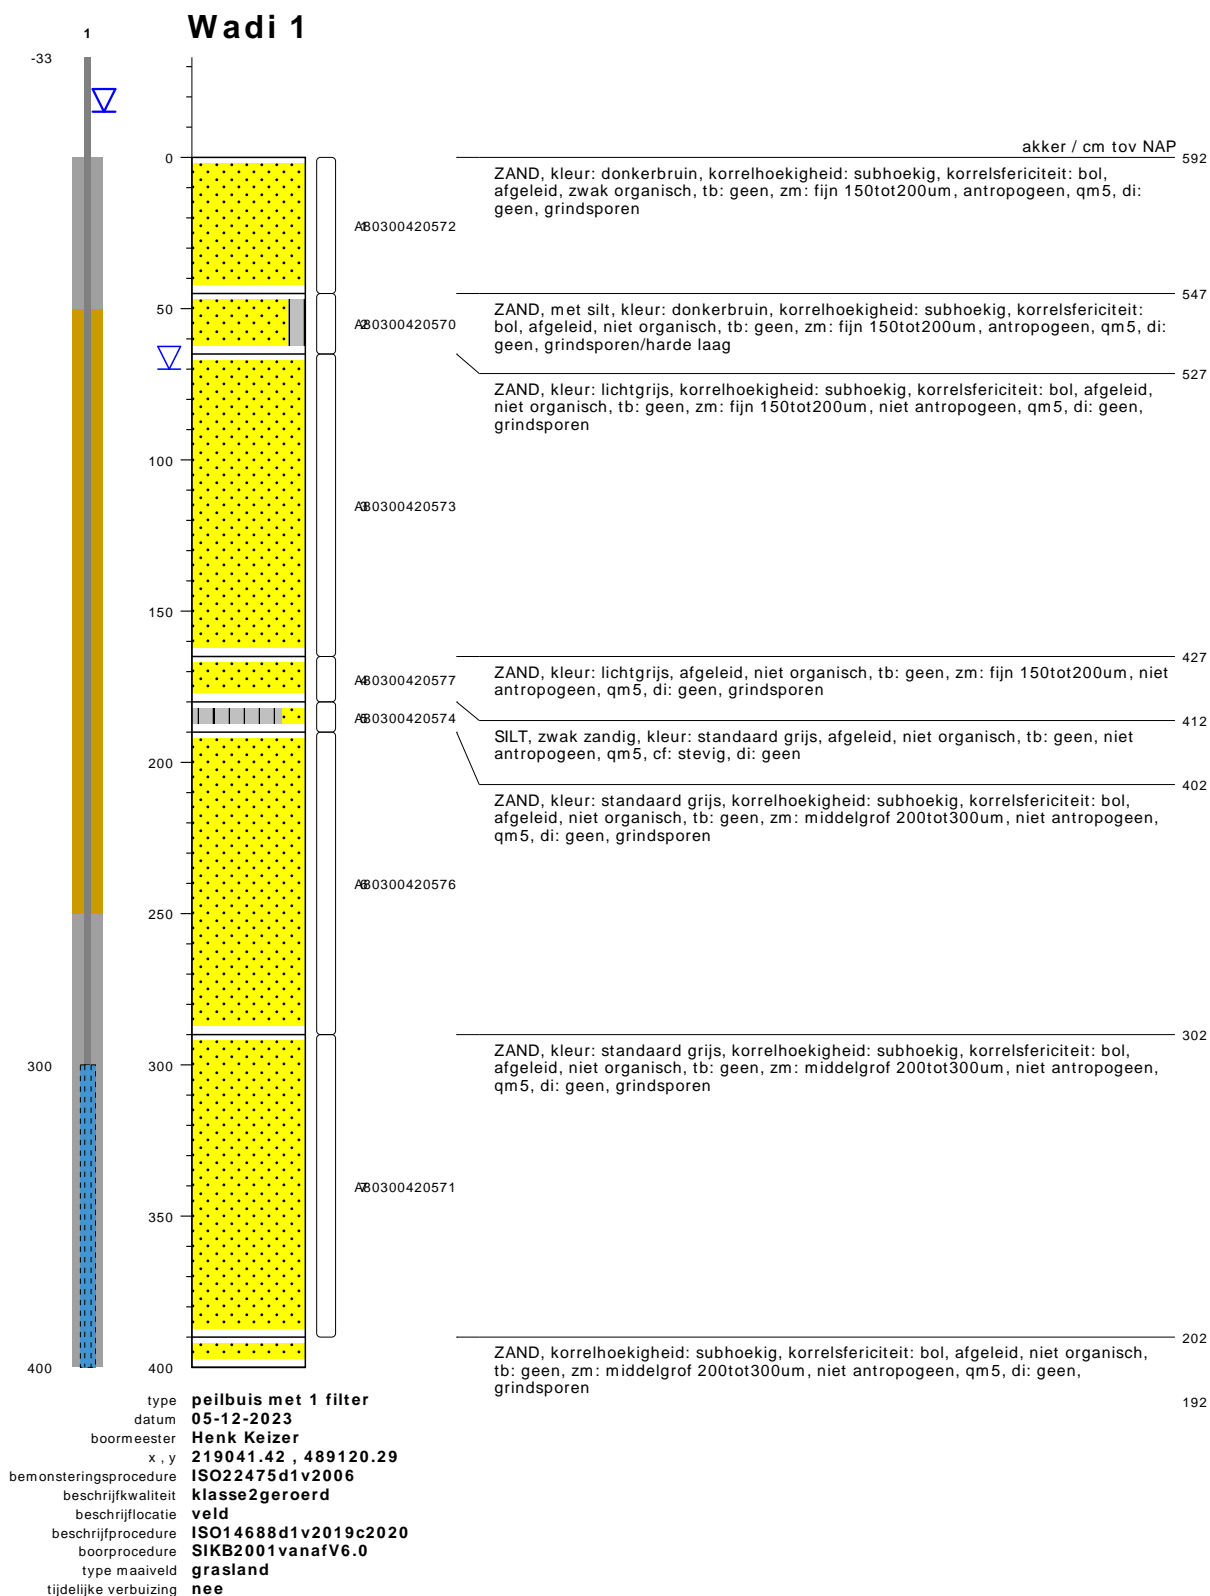 1
Wadi 1
-33
akker / cm tov NAP
0
592
ZAND, kleur: donkerbruin, korrelhoekigheid: subhoekig, korrelsfericiteit: bol,
afgeleid, zwak organisch, tb: geen, zm: fijn 150tot200um, antropogeen, qm5, di:
geen, grindsporen
A80300420572
547
50
ZAND, met silt, kleur: donkerbruin, korrelhoekigheid: subhoekig, korrelsfericiteit:
bol, afgeleid, niet organisch, tb: geen, zm: fijn 150tot200um, antropogeen, qm5, di:
geen, grindsporen/harde laag
A80300420570
527
ZAND, kleur: lichtgrijs, korrelhoekigheid: subhoekig, korrelsfericiteit: bol, afgeleid,
niet organisch, tb: geen, zm: fijn 150tot200um, niet antropogeen, qm5, di: geen,
grindsporen
100
A80300420573
150
427
ZAND, kleur: lichtgrijs, afgeleid, niet organisch, tb: geen, zm: fijn 150tot200um, niet
antropogeen, qm5, di: geen, grindsporen
A80300420577
412
A80300420574
SILT, zwak zandig, kleur: standaard grijs, afgeleid, niet organisch, tb: geen, niet
antropogeen, qm5, cf: stevig, di: geen
200
402
ZAND, kleur: standaard grijs, korrelhoekigheid: subhoekig, korrelsfericiteit: bol,
afgeleid, niet organisch, tb: geen, zm: middelgrof 200tot300um, niet antropogeen,
qm5, di: geen, grindsporen
A80300420576
250
302
ZAND, kleur: standaard grijs, korrelhoekigheid: subhoekig, korrelsfericiteit: bol,
afgeleid, niet organisch, tb: geen, zm: middelgrof 200tot300um, niet antropogeen,
qm5, di: geen, grindsporen
300
300
A80300420571
350
202
ZAND, korrelhoekigheid: subhoekig, korrelsfericiteit: bol, afgeleid, niet organisch,
tb: geen, zm: middelgrof 200tot300um, niet antropogeen, qm5, di: geen,
grindsporen
400
400
192
type peilbuis met 1 filter
datum 05-12-2023
boormeester Henk Keizer
x , y 219041.42 , 489120.29
bemonsteringsprocedure ISO22475d1v2006
beschrijfkwaliteit klasse2geroerd
beschrijflocatie veld
beschrijfprocedure ISO14688d1v2019c2020
boorprocedure SIKB2001vanafV6.0
type maaiveld grasland
tijdelijke verbuizing nee